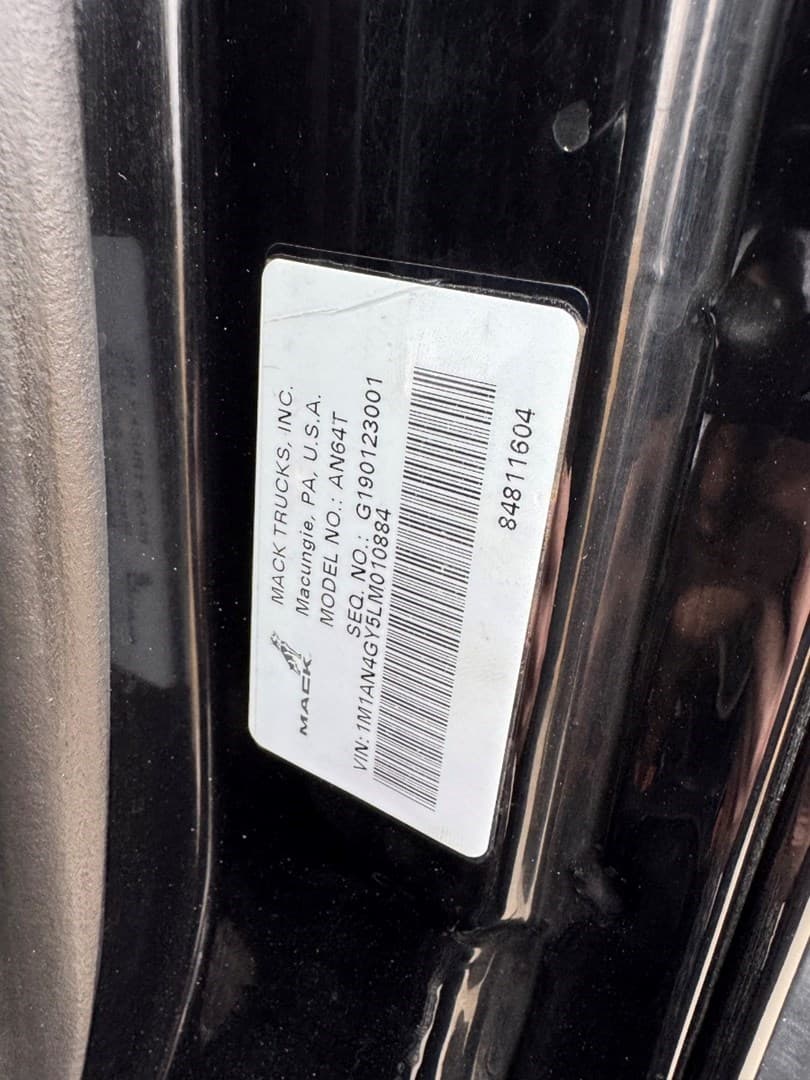 MACK
MACK TRUCKS, INC.
Macungie, PA, U.S.A.
MODEL NO.: AN64T
SEQ. NO.: G190123001
VIN: 1M1AN4GY5LM010884
84811604